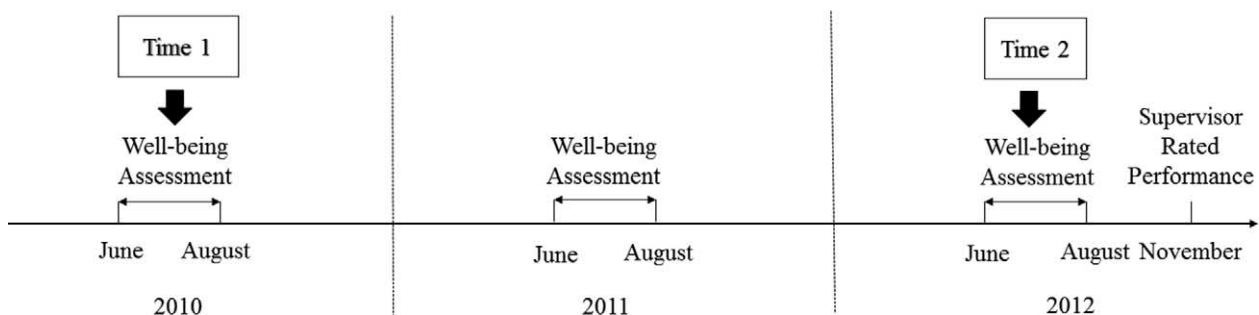 Time 1
Time 2
Well-being
Assessment
Well-being
Assessment
Well-being
Assessment
Supervisor
Rated
Performance
June
August
June
August
June
August
November
2010
2011
2012